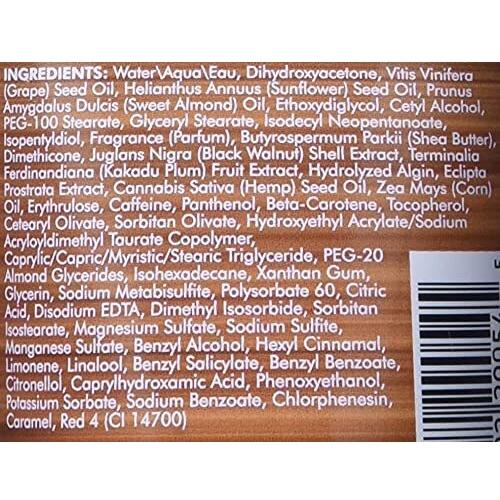 INGREDIENTS: Water\Aqua\Eau, Dihydroxyacetone, Vitis Vinifera
(Grape) Seed Oil, Helianthus Annuus (Sunflower) Seed Oil, Prunus
Amygdalus Dulcis (Sweet Almond) Oil, Ethoxydiglycol, Cetyl Alcohol,
PEG-100 Stearate, Glyceryl Stearate, Isodecyl Neopentanoate,
Isopentyldiol, Fragrance (Parfum), Butyrospermum Parkii (Shea Butter),
Dimethicone, Juglans Nigra (Black Walnut) Shell Extract, Terminalia
Ferdinandiana (Kakadu Plum) Fruit Extract, Hydrolyzed Algin, Eclipta
Prostrata Extract, Cannabis Sativa (Hemp) Seed Oil, Zea Mays (Corn)
Oil, Erythrulose, Caffeine, Panthenol, Beta-Carotene, Tocopherol,
Cetearyl Olivate, Sorbitan Olivate, Hydroxyethyl Acrylate/Sodium
Acryloyldimethyl Taurate Copolymer,
Caprylic/Capric/Myristic/Stearic Triglyceride, PEG-20
Almond Glycerides, Isohexadecane, Xanthan Gum,
Glycerin, Sodium Metabisulfite, Polysorbate 60, Citric
Acid, Disodium EDTA, Dimethyl Isosorbide, Sorbitan
Isostearate, Magnesium Sulfate, Sodium Sulfite,
Manganese Sulfate, Benzyl Alcohol, Hexyl Cinnamal,
Limonene, Linalool, Benzyl Salicylate, Benzyl Benzoate,
Citronellol, Caprylhydroxamic Acid, Phenoxyethanol,
Potassium Sorbate, Sodium Benzoate, Chlorphenesin,
Caramel, Red 4 (CI 14700)